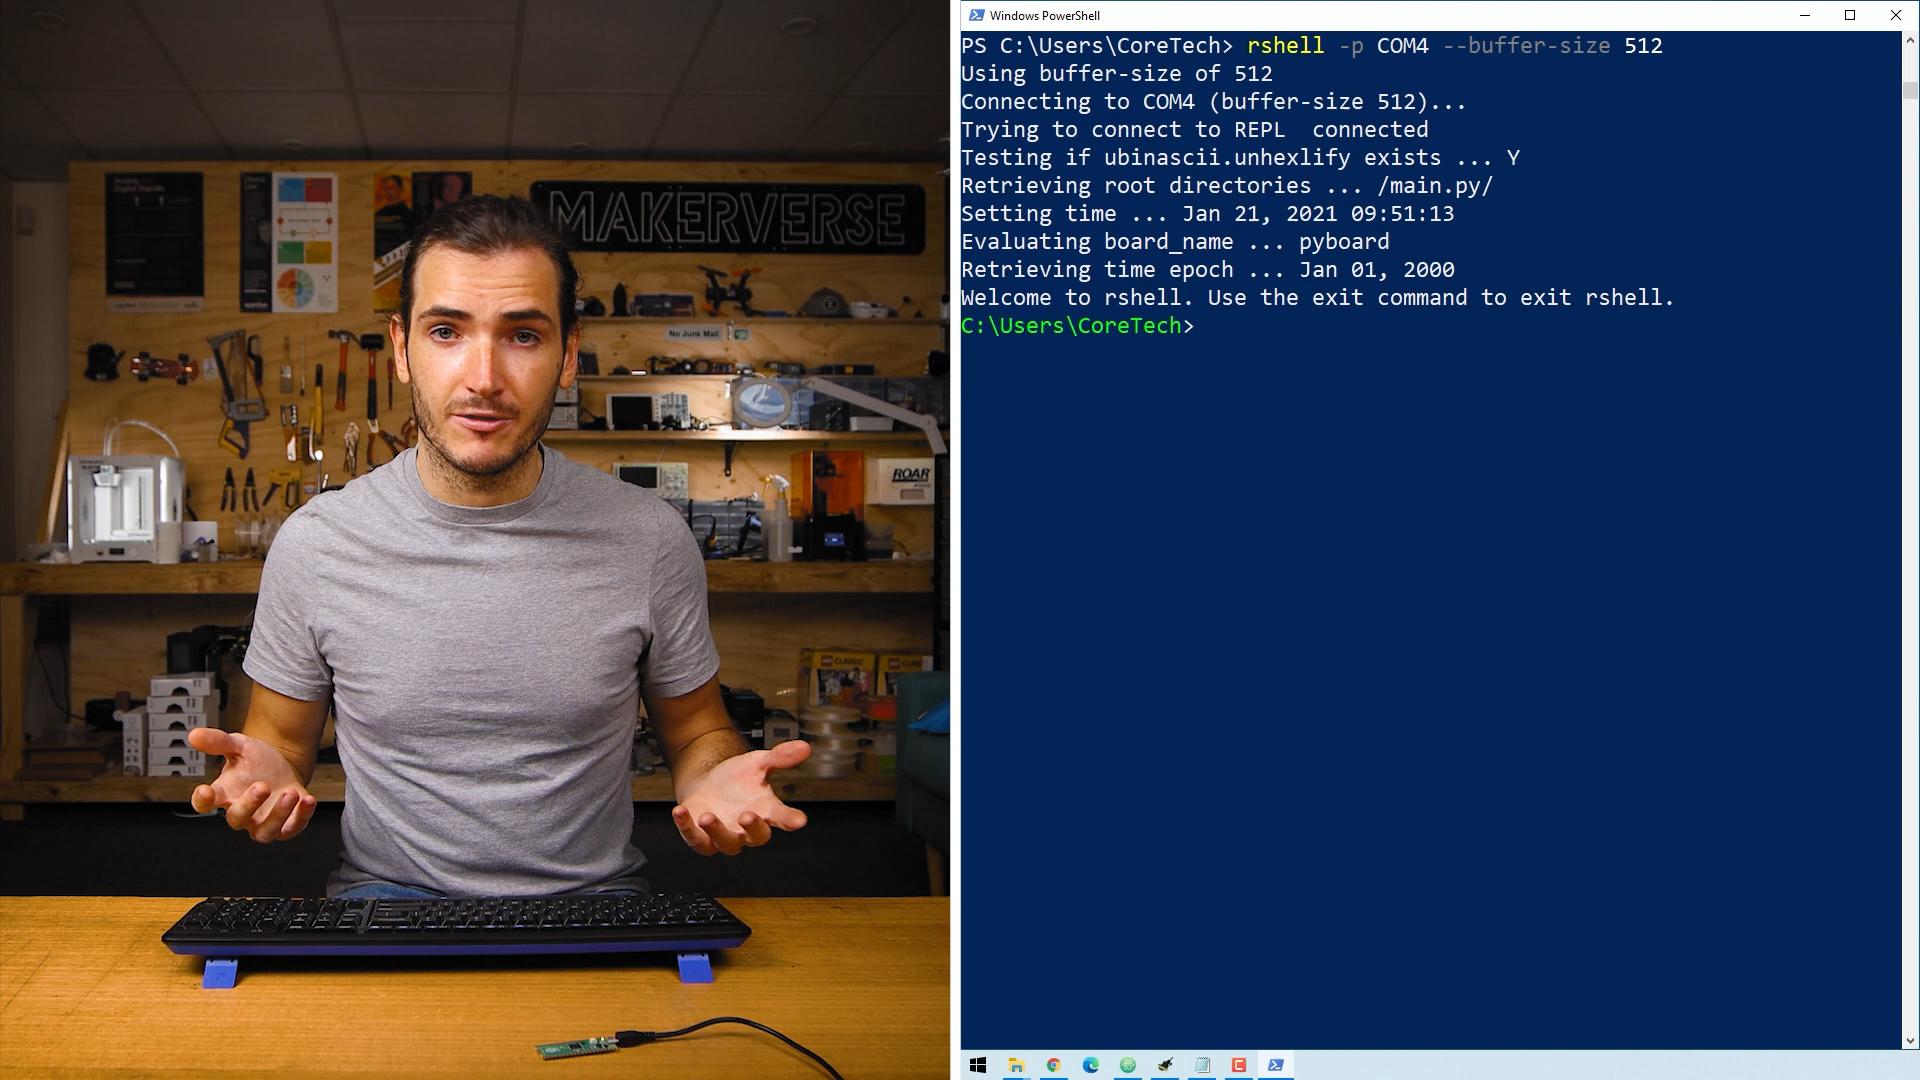 MAKERVERSE
No Junk Mail
ROAR
CLASSIC
Windows PowerShell
PS C:\Users\CoreTech> rshell -p COM4 --buffer-size 512
Using buffer-size of 512
Connecting to COM4 (buffer-size 512)...
Trying to connect to REPL  connected
Testing if ubinascii.unhexlify exists ... Y
Retrieving root directories ... /main.py/
Setting time ... Jan 21, 2021 09:51:13
Evaluating board_name ... pyboard
Retrieving time epoch ... Jan 01, 2000
Welcome to rshell. Use the exit command to exit rshell.
C:\Users\CoreTech>